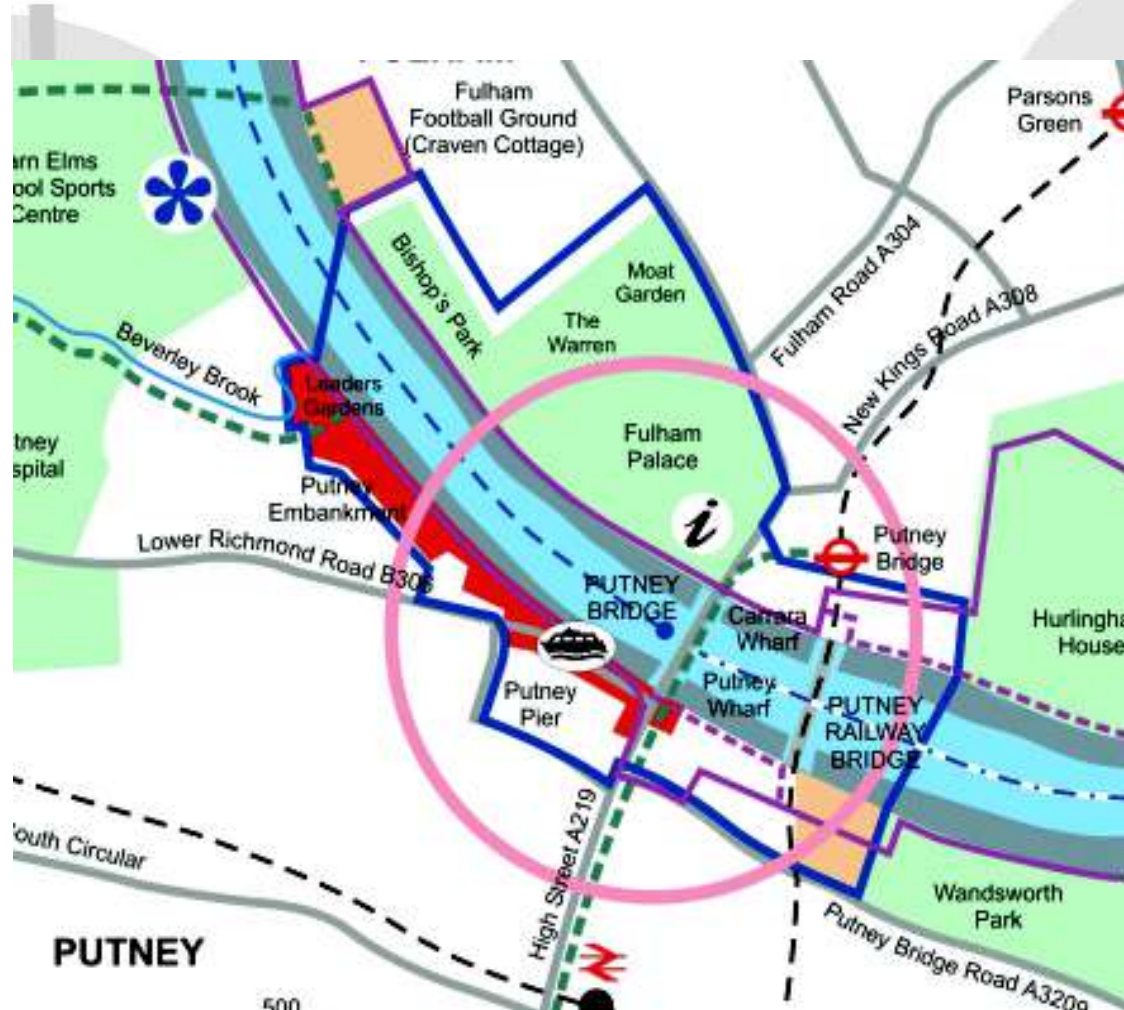 Fulham
Football Ground
(Craven Cottage)
Parsons
Green
Elms
Sports
Centre
Bishop's Park
Moat
Garden
The
Warren
Fulham Road A304
New Kings Road A308
Beverley Brook
Leaders
Gardens
Fulham
Palace
Putney
Embankment
Lower Richmond Road B306
i
Putney
Bridge
PUTNEY
BRIDGE
Carrara
Wharf
House
Putney
Pier
Putney
Wharf
PUTNEY
RAILWAY
BRIDGE
High Street A219
Circular
Wandsworth
Park
Putney Bridge Road A3209
PUTNEY